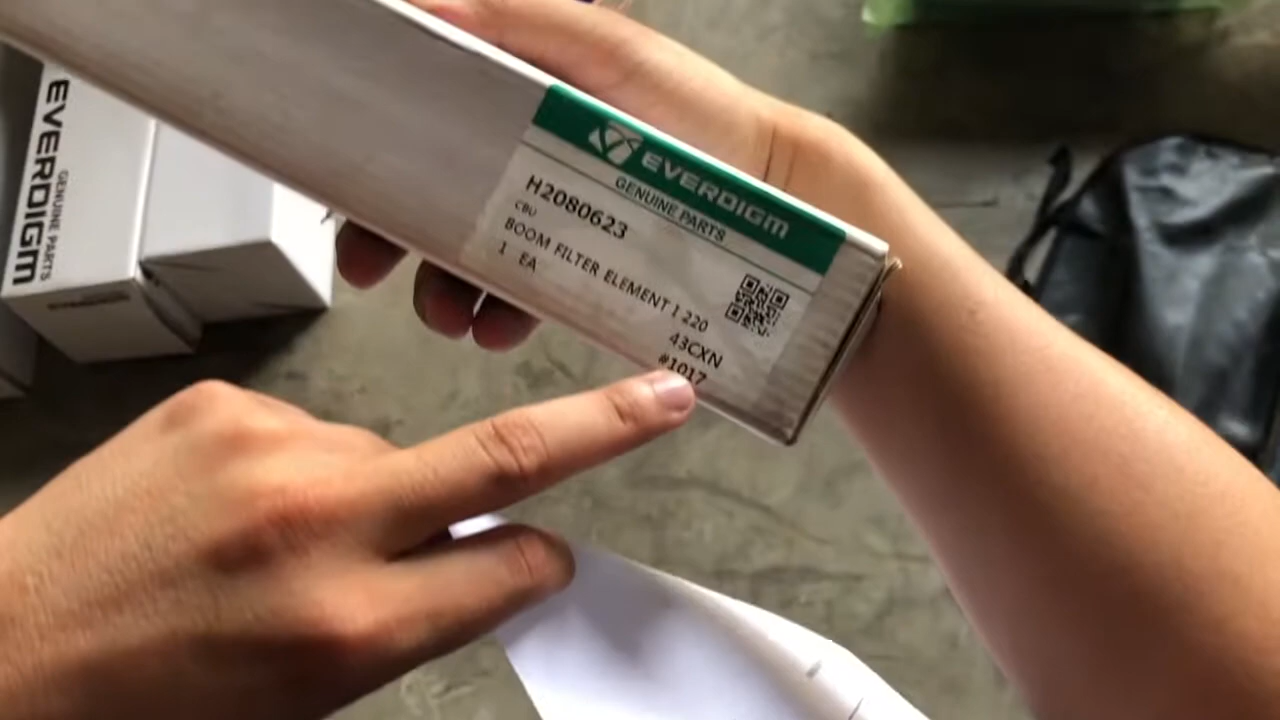 EVERDIGM
GENUINE PARTS
EVERDIGM
GENUINE PARTS
H2080623
CBU
BOOM FILTER ELEMENT I 220
1 EA
43CXN
#1017